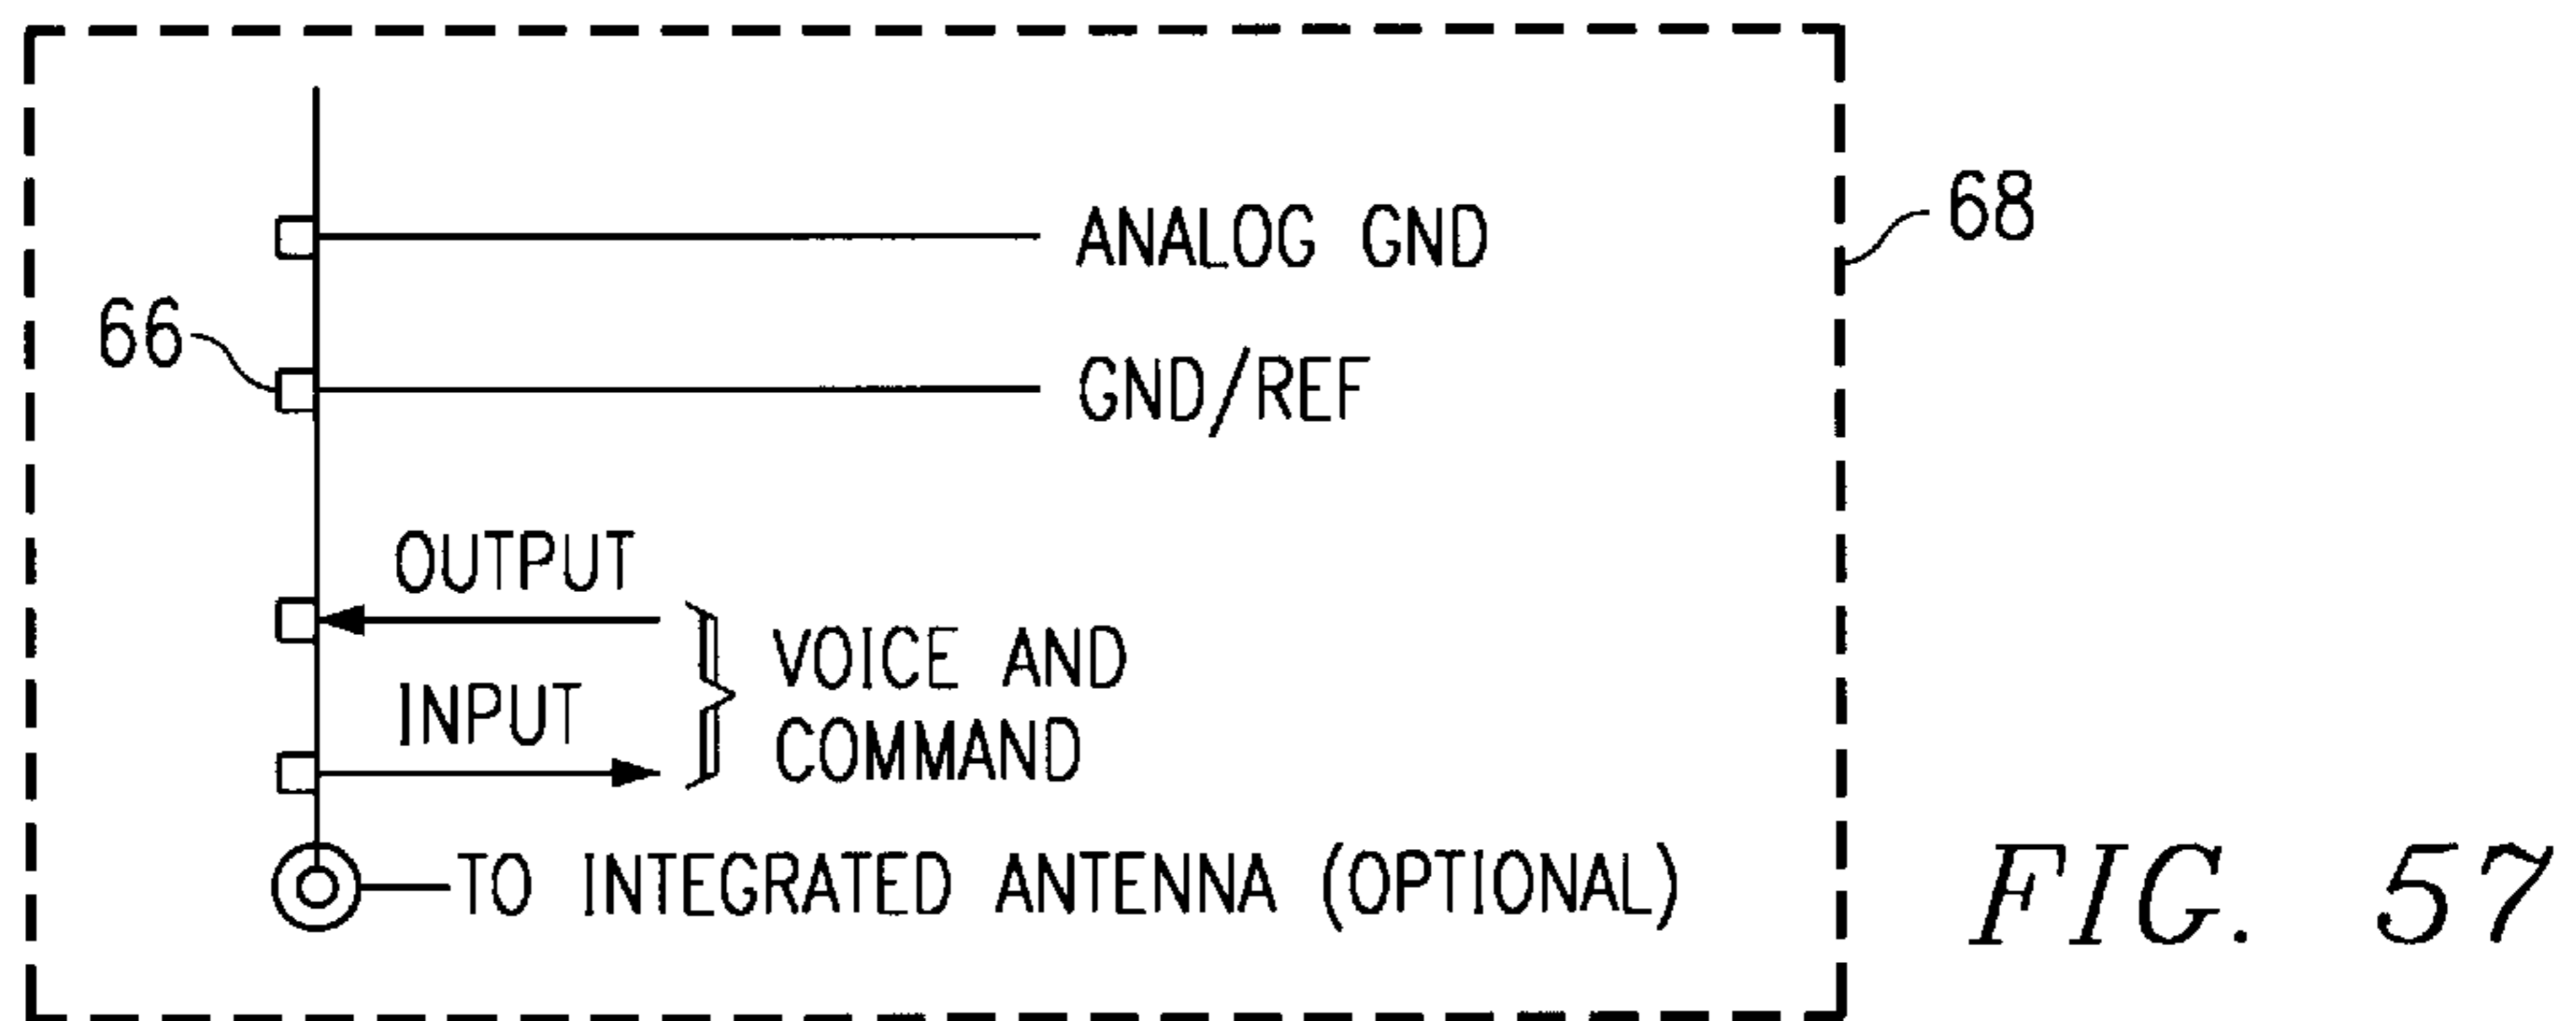 ANALOG GND
68
66
GND/REF
OUTPUT
INPUT
VOICE AND
COMMAND
TO INTEGRATED ANTENNA (OPTIONAL)
FIG. 57